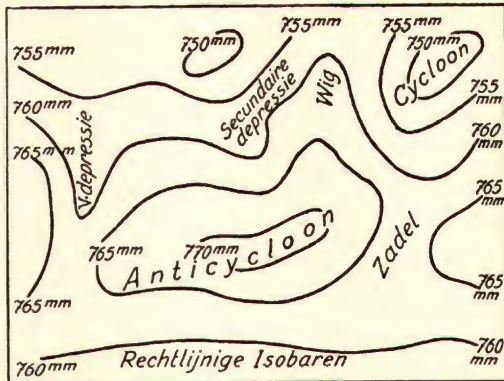 755mm
750mm
755mm
755mm
750mm
Cycloon
755
mm
760mm
V-depressie
Secundaire
depressie
Wig
760
mm
765mm
765
mm
765mm
770mm
Anticycloon
Zadel
765mm
765
mm
760mm
Rechtlijnige Isobaren
760
mm